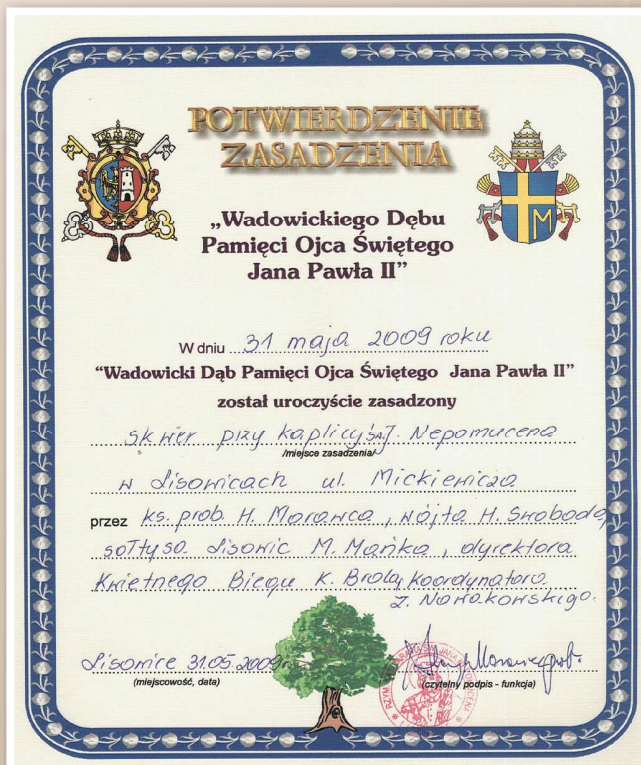 POTWIERDZENIE
ZASADZENIA
„Wadowickiego Dębu
Pamięci Ojca Świętego
Jana Pawła II”
W dniu 31 maja 2009 roku
“Wadowicki Dąb Pamięci Ojca Świętego Jana Pawła II”
został uroczyście zasadzony
skwer przy kaplicy św. J. Nepomucena
/miejsce zasadzenia/
w Lisowicach ul. Mickiewicza
przez ks. prob. H. Morawca, wójta H. Swobodę,
sołtysa Lisowic M. Mańka, dyrektora
Kwietnego Biegu K. Brolą, koordynatora
Z. Nowakowskiego.
Lisowice 31.05.2009r
(miejscowość, data)
(czytelny podpis - funkcja)
M